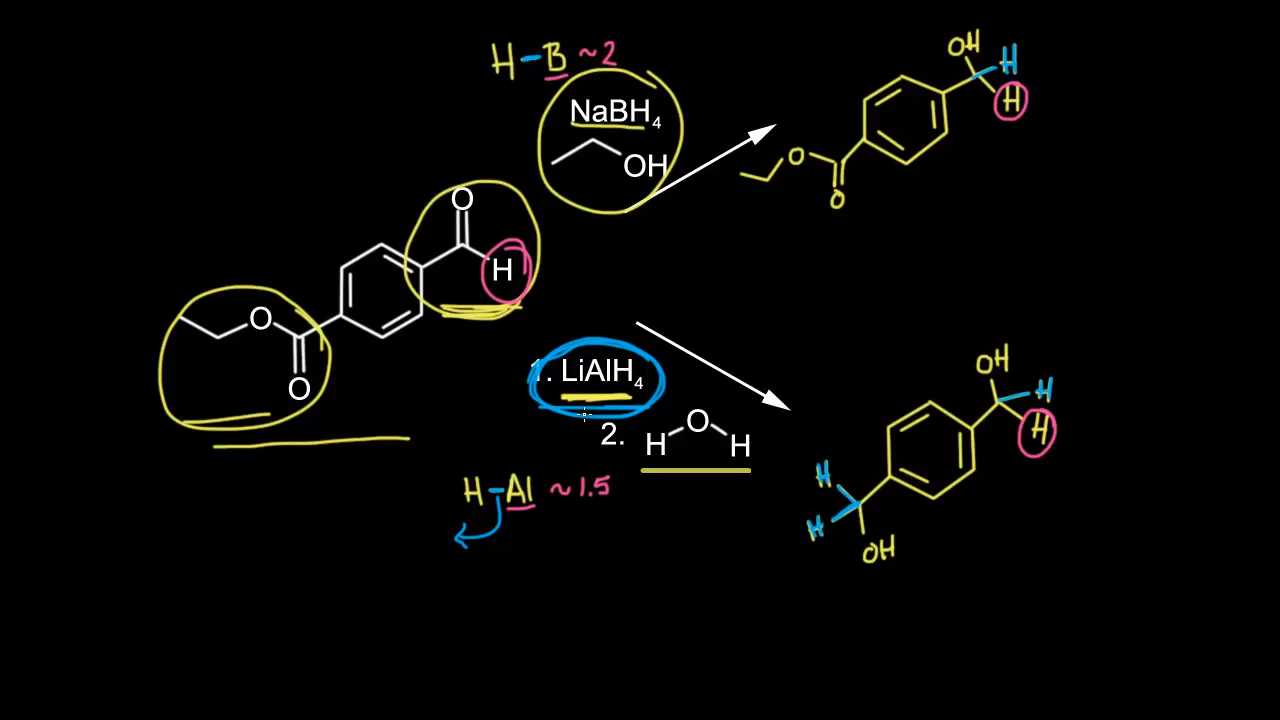 H-B ~2
NaBH4
OH
O
H
O
O
OH
H
H
O
O
1. LiAlH4
2. H O H
H-Al ~1.5
OH
H
H
H
H
OH